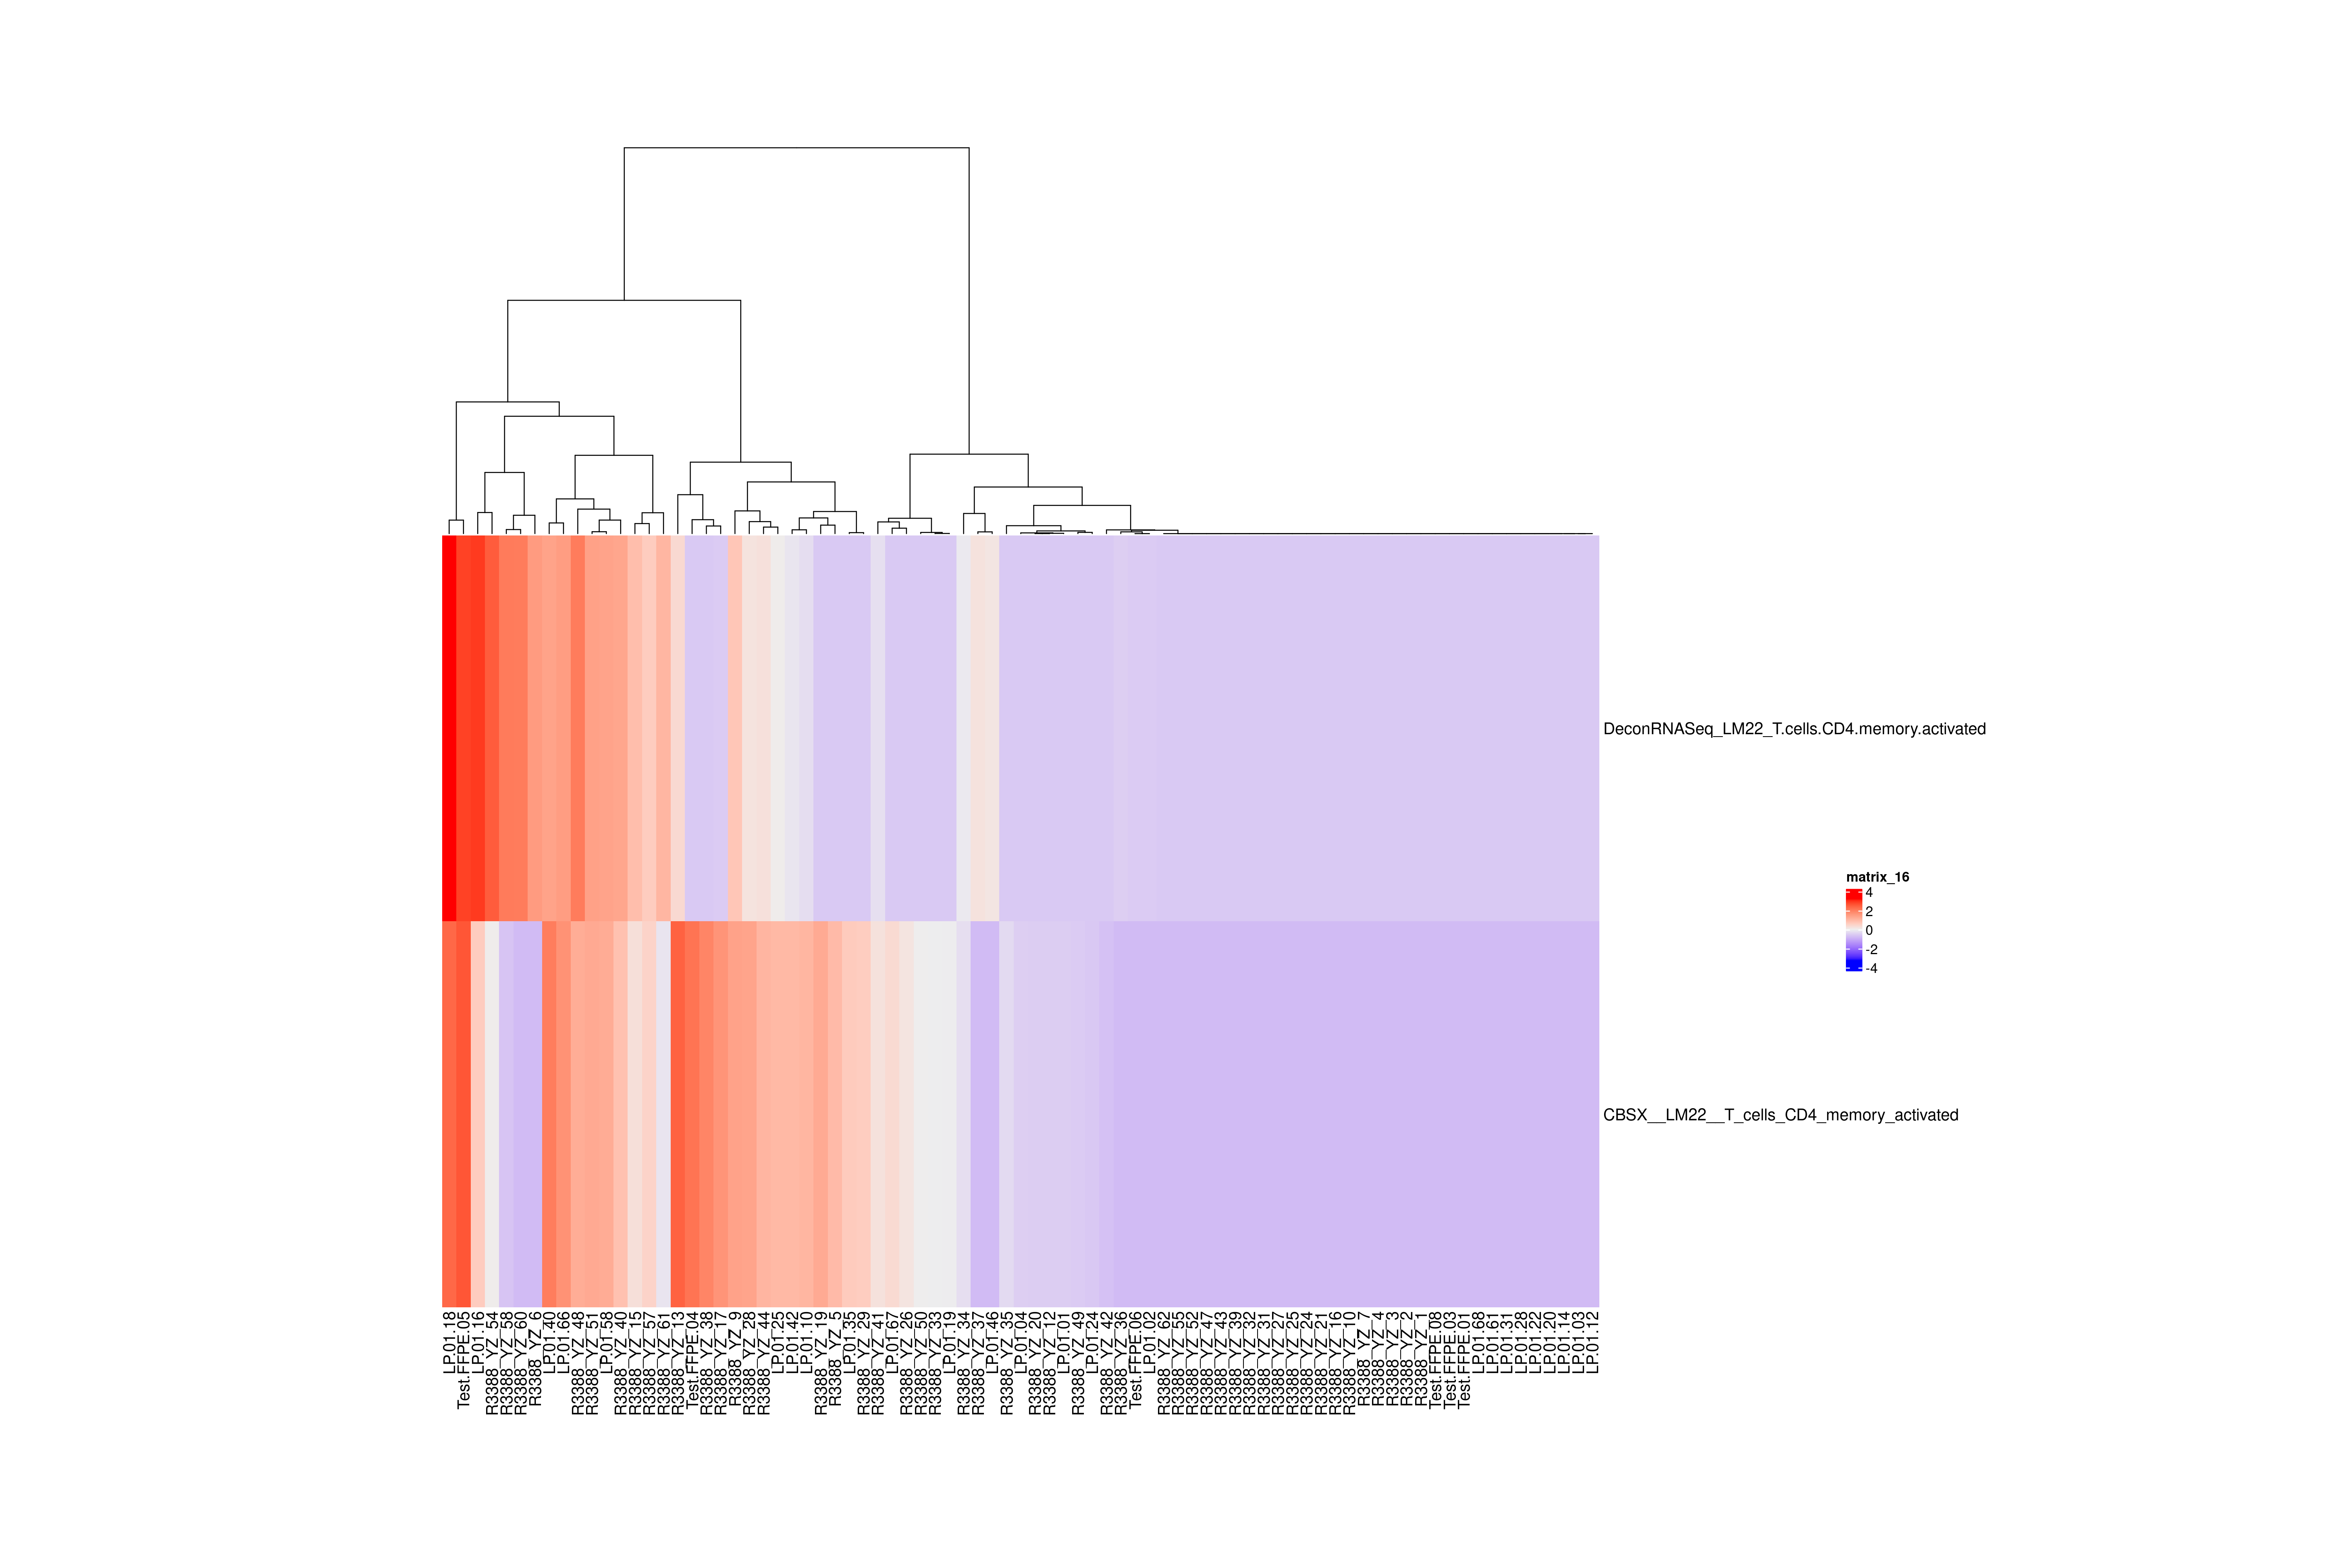 DeconRNASeq_LM22_T.cells.CD4.memory.activated
matrix_16
4
2
0
-2
-4
CBSX__LM22__T_cells_CD4_memory_activated
LP.01.18
Test.FFPE.05
LP.01.16
R3388_YZ_54
R3388_YZ_58
R3388_YZ_60
R3388_YZ_6
LP.01.40
LP.01.66
R3388_YZ_48
R3388_YZ_51
LP.01.58
R3388_YZ_40
R3388_YZ_15
R3388_YZ_57
R3388_YZ_61
R3388_YZ_13
Test.FFPE.04
R3388_YZ_38
R3388_YZ_17
R3388_YZ_9
R3388_YZ_28
R3388_YZ_44
LP.01.25
LP.01.42
LP.01.10
R3388_YZ_19
R3388_YZ_5
LP.01.35
R3388_YZ_29
R3388_YZ_41
LP.01.67
R3388_YZ_26
R3388_YZ_50
R3388_YZ_33
LP.01.19
R3388_YZ_34
R3388_YZ_37
LP.01.46
R3388_YZ_35
LP.01.04
R3388_YZ_20
R3388_YZ_12
LP.01.01
R3388_YZ_49
LP.01.24
R3388_YZ_42
R3388_YZ_36
Test.FFPE.06
LP.01.02
R3388_YZ_62
R3388_YZ_55
R3388_YZ_52
R3388_YZ_47
R3388_YZ_43
R3388_YZ_39
R3388_YZ_32
R3388_YZ_31
R3388_YZ_27
R3388_YZ_25
R3388_YZ_24
R3388_YZ_21
R3388_YZ_16
R3388_YZ_10
R3388_YZ_7
R3388_YZ_4
R3388_YZ_3
R3388_YZ_2
R3388_YZ_1
Test.FFPE.08
Test.FFPE.03
Test.FFPE.01
LP.01.68
LP.01.61
LP.01.31
LP.01.28
LP.01.22
LP.01.20
LP.01.14
LP.01.03
LP.01.12